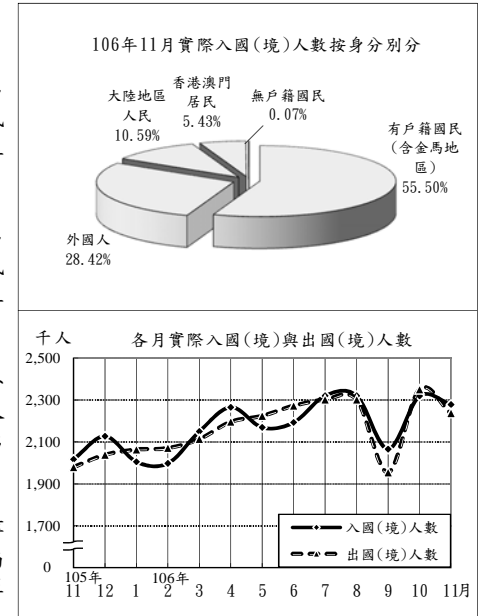 106年11月實際入國(境)人數按身分別分
香港澳門
居民
5.43%
無戶籍國民
0.07%
大陸地區
人民
10.59%
有戶籍國民
(含金馬地
區)
55.50%
外國人
28.42%
千人
各月實際入國(境)與出國(境)人數
2,500
2,300
2,100
1,900
1,700
0
入國(境)人數
出國(境)人數
105年 106年
11 12 1 2 3 4 5 6 7 8 9 10 11月